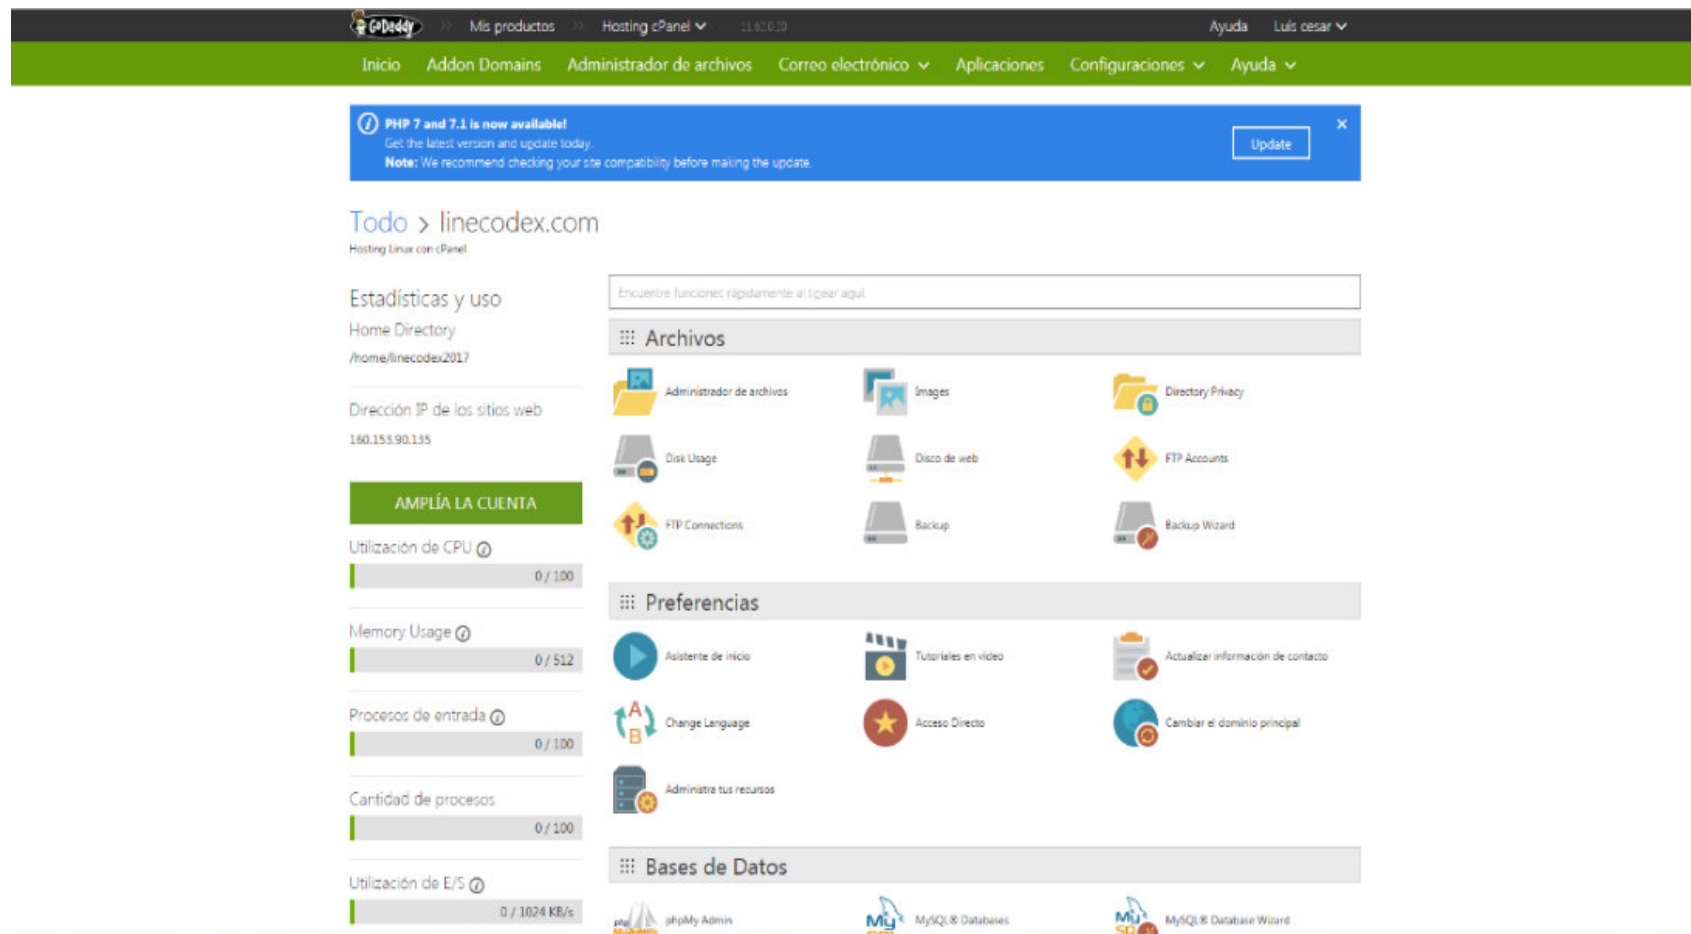 GoDaddy
Mis productos
Hosting cPanel
Ayuda
Luis cesar
Inicio
Addon Domains
Administrador de archivos
Correo electrónico
Aplicaciones
Configuraciones
Ayuda
PHP 7 and 7.1 is now available!
Get the latest version and update today.
Note: We recommend checking your site compatibility before making the update.
Update
Todo > linecodex.com
Hosting Linux con cPanel
Estadísticas y uso
Home Directory
/home/linecodex2017
Dirección IP de los sitios web
160.153.90.135
AMPLÍA LA CUENTA
Utilización de CPU
0 / 100
Memory Usage
0 / 512
Procesos de entrada
0 / 100
Cantidad de procesos
0 / 100
Utilización de E/S
0 / 1024 KB/s
Encuentre funciones rápidamente al tipear aquí.
Archivos
Administrador de archivos
Images
Directory Privacy
Disk Usage
Disco de web
FTP Accounts
FTP Connections
Backup
Backup Wizard
Preferencias
Asistente de inicio
Tutoriales en video
Actualizar información de contacto
Change Language
Acceso Directo
Cambiar el dominio principal
Administra tus recursos
Bases de Datos
phpMy Admin
MySQL® Databases
MySQL® Database Wizard